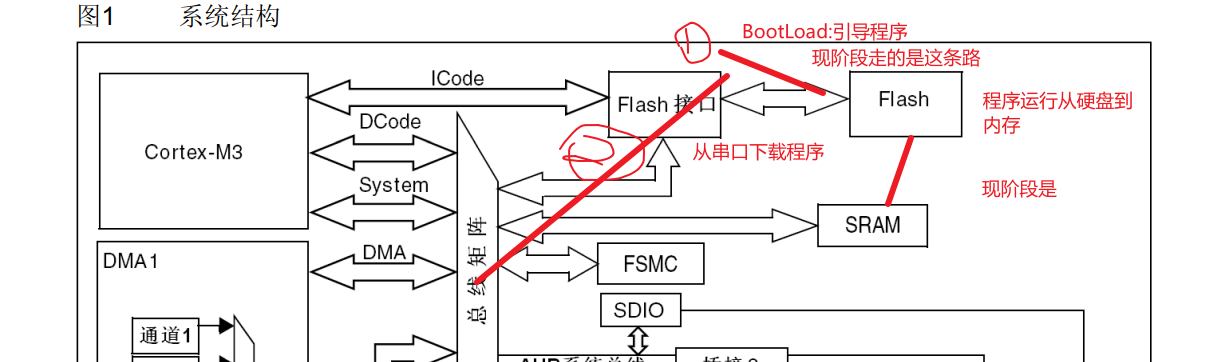 图1 系统结构
BootLoad:引导程序
现阶段走的是这条路
1
ICode
Flash 接口
Flash
程序运行从硬盘到
内存
DCode
Cortex-M3
2
从串口下载程序
System
现阶段是
SRAM
总线矩阵
DMA1
DMA
FSMC
SDIO
通道1
AHB系统总线
桥接2